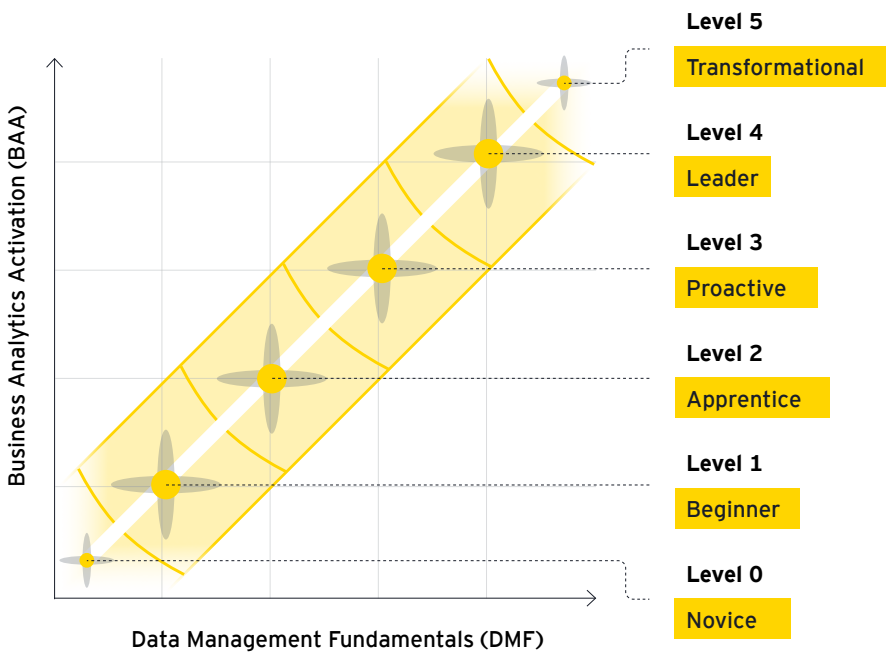 Level 5
Transformational
Level 4
Leader
Level 3
Proactive
Level 2
Apprentice
Level 1
Beginner
Level 0
Novice
Business Analytics Activation (BAA)
Data Management Fundamentals (DMF)